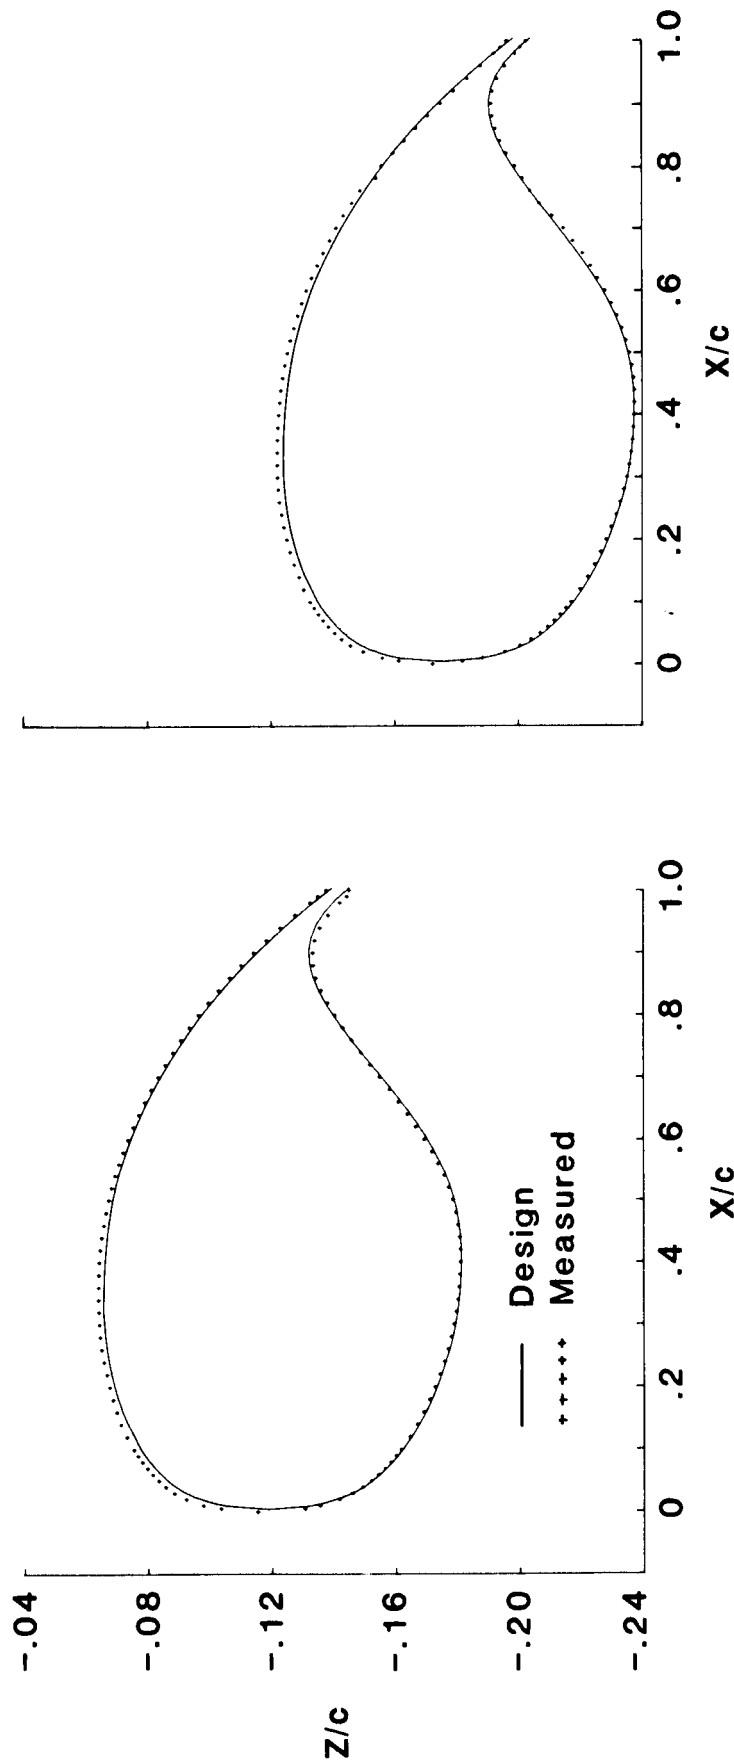 Z/c
-.04
-.08
-.12
-.16
-.20
-.24
Design
+++++ Measured
0 .2 .4 .6 .8 1.0
X/c
0 .2 .4 .6 .8 1.0
X/c